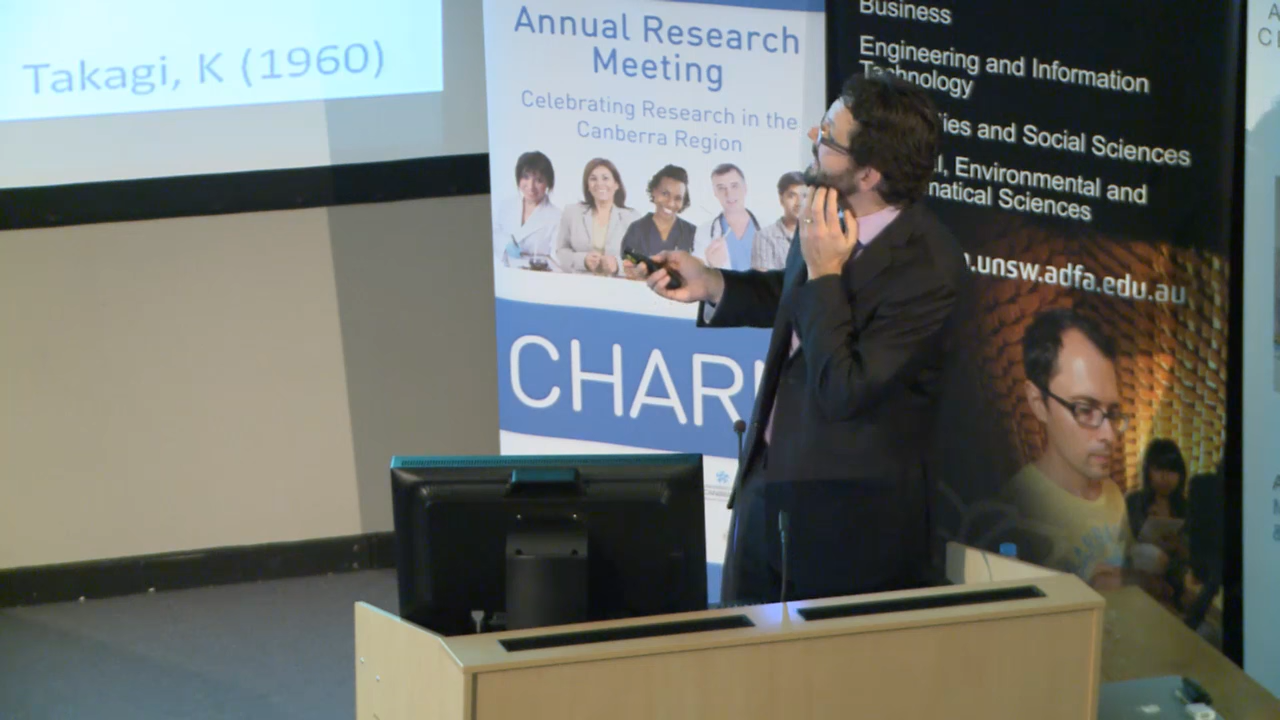 Takagi, K (1960)
Annual Research
Meeting
Celebrating Research in the
Canberra Region
CHAR
Business
Engineering and Information
Technology
ies and Social Sciences
l, Environmental and
matical Sciences
.unsw.adfa.edu.au